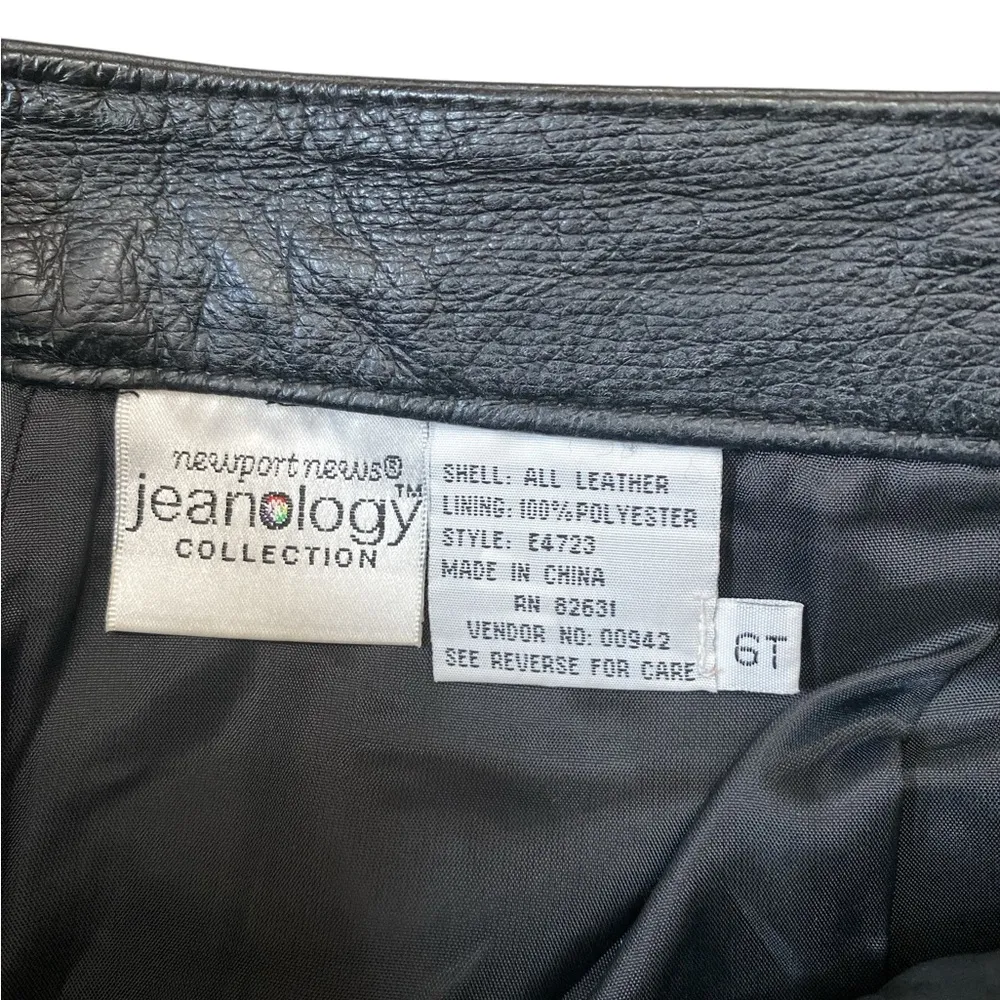 newport news®
jeanology™
COLLECTION
SHELL: ALL LEATHER
LINING: 100% POLYESTER
STYLE: E4723
MADE IN CHINA
RN 82631
VENDOR NO: 00942
SEE REVERSE FOR CARE
6T